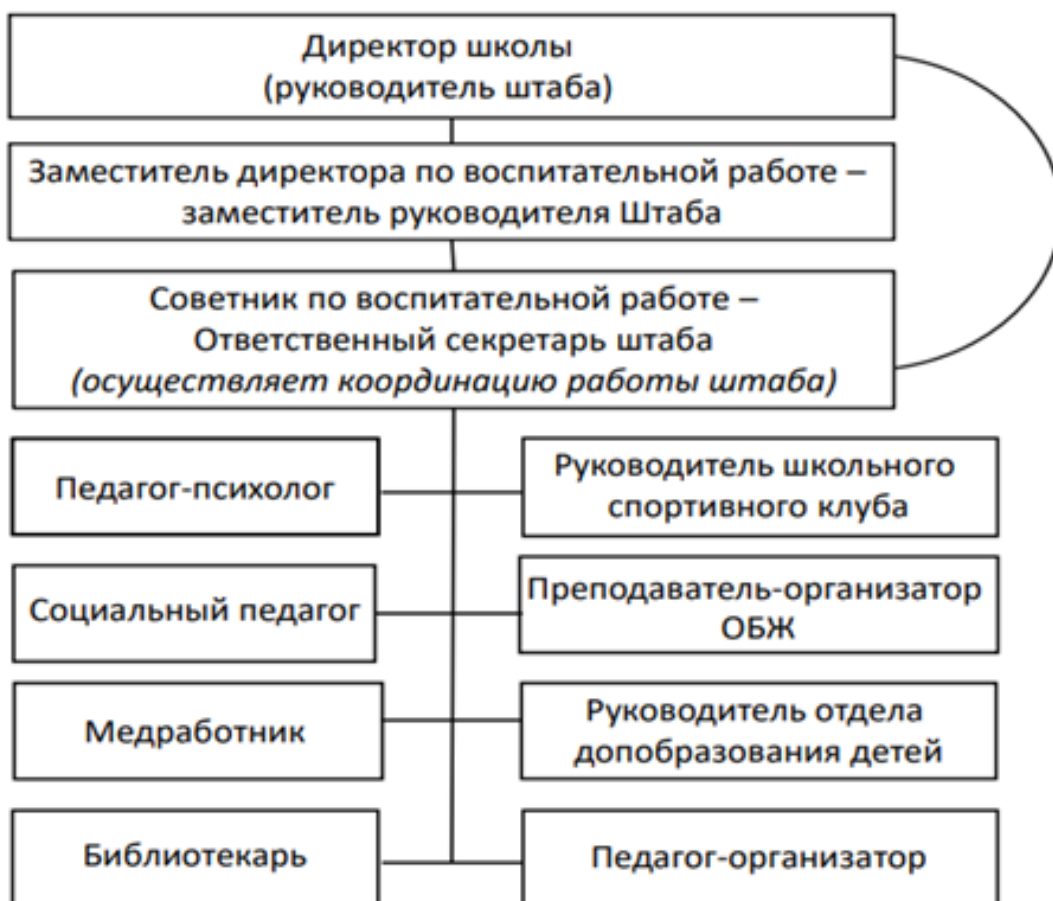 Директор школы
(руководитель штаба)
Заместитель директора по воспитательной работе –
заместитель руководителя Штаба
Советник по воспитательной работе –
Ответственный секретарь штаба
(осуществляет координацию работы штаба)
Педагог-психолог
Руководитель школьного
спортивного клуба
Социальный педагог
Преподаватель-организатор
ОБЖ
Медработник
Руководитель отдела
допобразования детей
Библиотекарь
Педагог-организатор